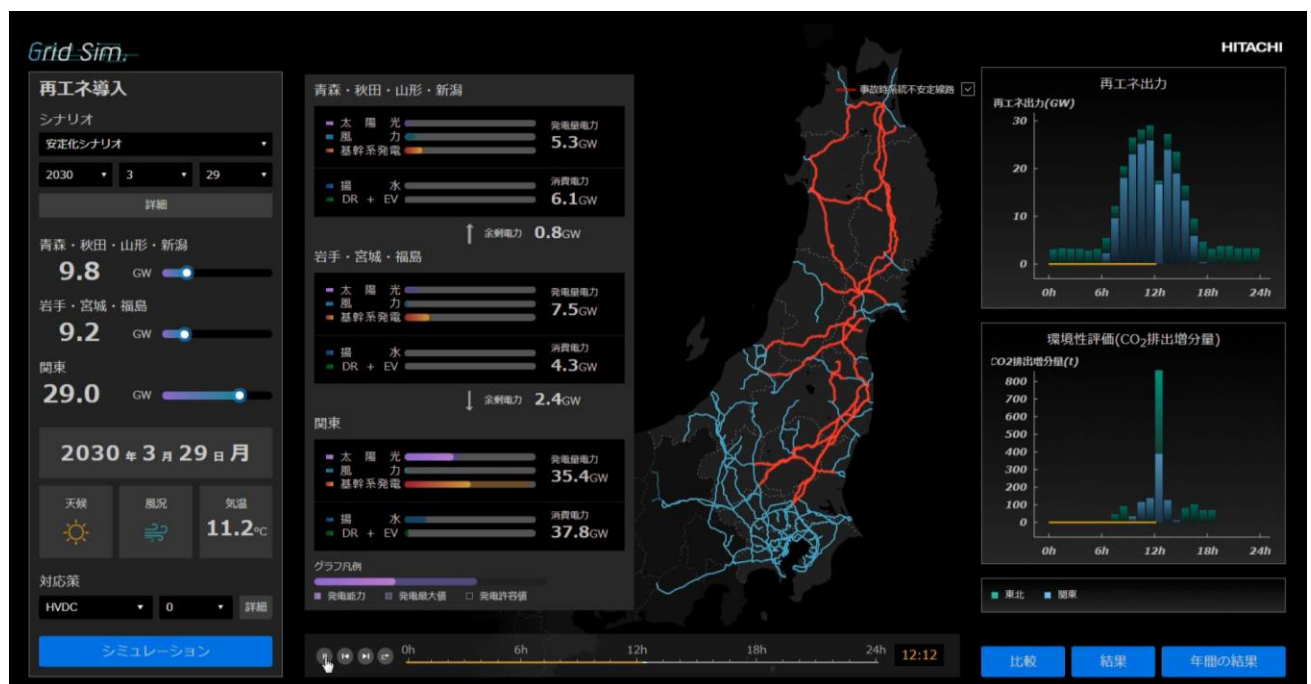 Grid Sim.
HITACHI
再エネ導入
シナリオ
安定化シナリオ
2030 3 29
詳細
青森・秋田・山形・新潟
9.8 GW
岩手・宮城・福島
9.2 GW
関東
29.0 GW
2030 年 3 月 29 日 月
天候 風況 気温
11.2℃
対応策
HVDC 0 詳細
シミュレーション
青森・秋田・山形・新潟
太陽光
風力
基幹系発電
発電量電力
5.3GW
揚水
DR + EV
消費電力
6.1GW
余剰電力 0.8GW
岩手・宮城・福島
太陽光
風力
基幹系発電
発電量電力
7.5GW
揚水
DR + EV
消費電力
4.3GW
余剰電力 2.4GW
関東
太陽光
風力
基幹系発電
発電量電力
35.4GW
揚水
DR + EV
消費電力
37.8GW
グラフ凡例
発電能力 発電最大値 発電許容値
事故時系統不安定線路
0h 6h 12h 18h 24h
12:12
再エネ出力
再エネ出力(GW)
30
20
10
0
0h 6h 12h 18h 24h
環境性評価(CO2排出増分量)
CO2排出増分量(t)
800
700
600
500
400
300
200
100
0
0h 6h 12h 18h 24h
東北 関東
比較 結果 年間の結果